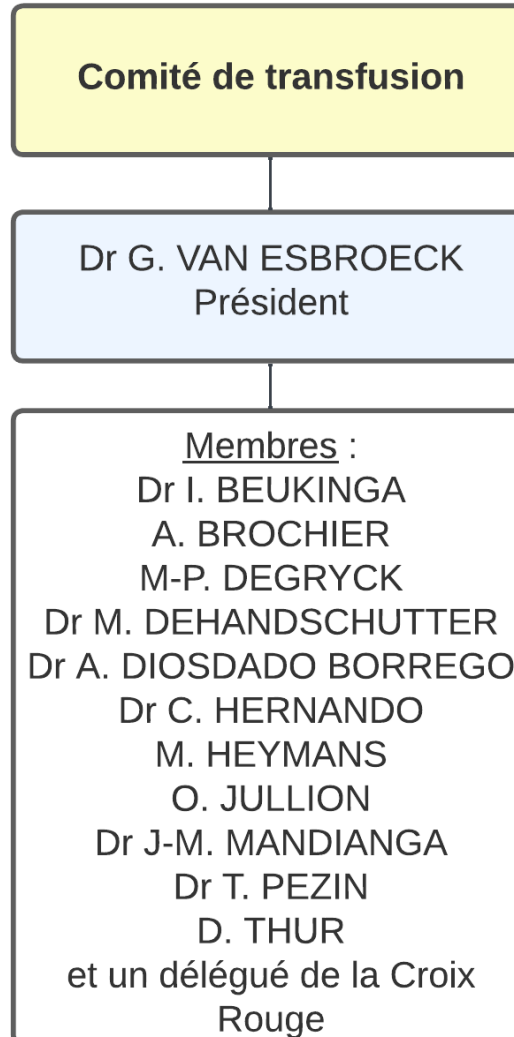 Comité de transfusion
Dr G. VAN ESBROECK
Président
Membres :
Dr I. BEUKINGA
A. BROCHIER
M-P. DEGRYCK
Dr M. DEHANDSCHUTTER
Dr A. DIOSDADO BORREGO
Dr C. HERNANDO
M. HEYMANS
O. JULLION
Dr J-M. MANDIANGA
Dr T. PEZIN
D. THUR
et un délégué de la Croix
Rouge